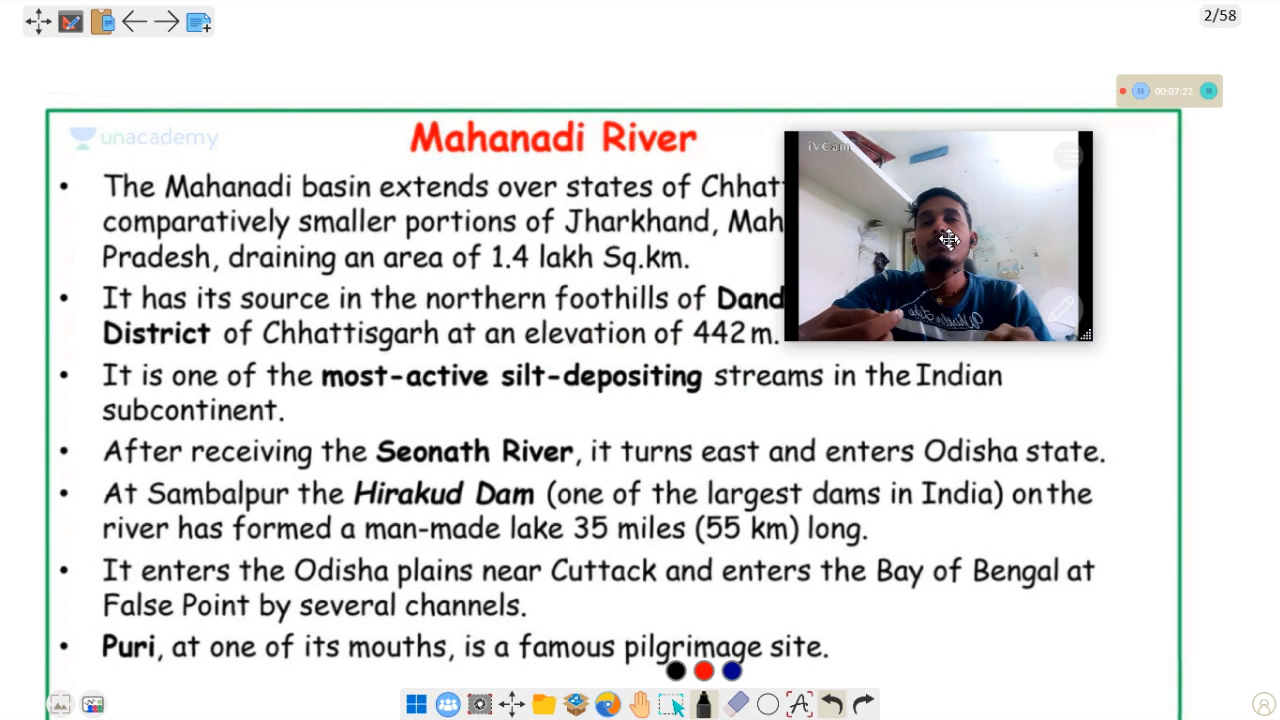 2/58
00:07:22
unacademy
Mahanadi River
iVCam
• The Mahanadi basin extends over states of
comparatively smaller portions of Jharkhand,
Pradesh, draining an area of 1.4 lakh Sq.km.
• It has its source in the northern foothills of
District of Chhattisgarh at an elevation of 442 m.
• It is one of the most-active silt-depositing streams in the Indian
subcontinent.
• After receiving the Seonath River, it turns east and enters Odisha state.
• At Sambalpur the Hirakud Dam (one of the largest dams in India) on the
river has formed a man-made lake 35 miles (55 km) long.
• It enters the Odisha plains near Cuttack and enters the Bay of Bengal at
False Point by several channels.
• Puri, at one of its mouths, is a famous pilgrimage site.